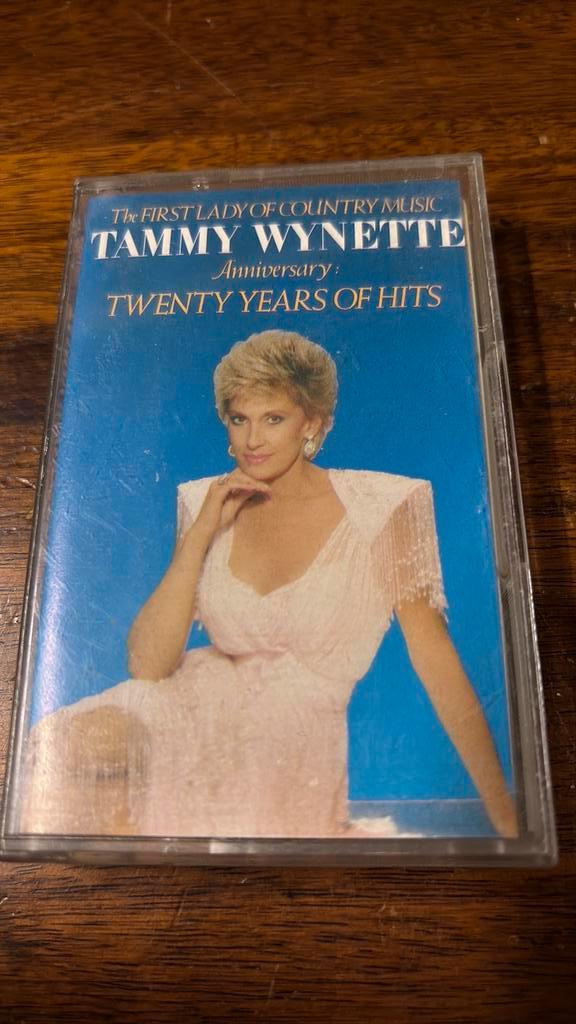 The FIRST LADY OF COUNTRY MUSIC
TAMMY WYNETTE
Anniversary:
TWENTY YEARS OF HITS